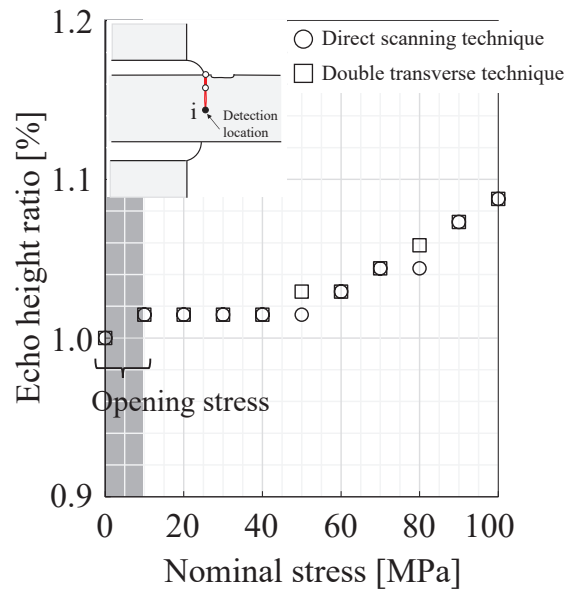 1.2
Direct scanning technique
Double transverse technique
i
Detection
location
1.1
Echo height ratio [%]
1.0
Opening stress
0.9
0 20 40 60 80 100
Nominal stress [MPa]